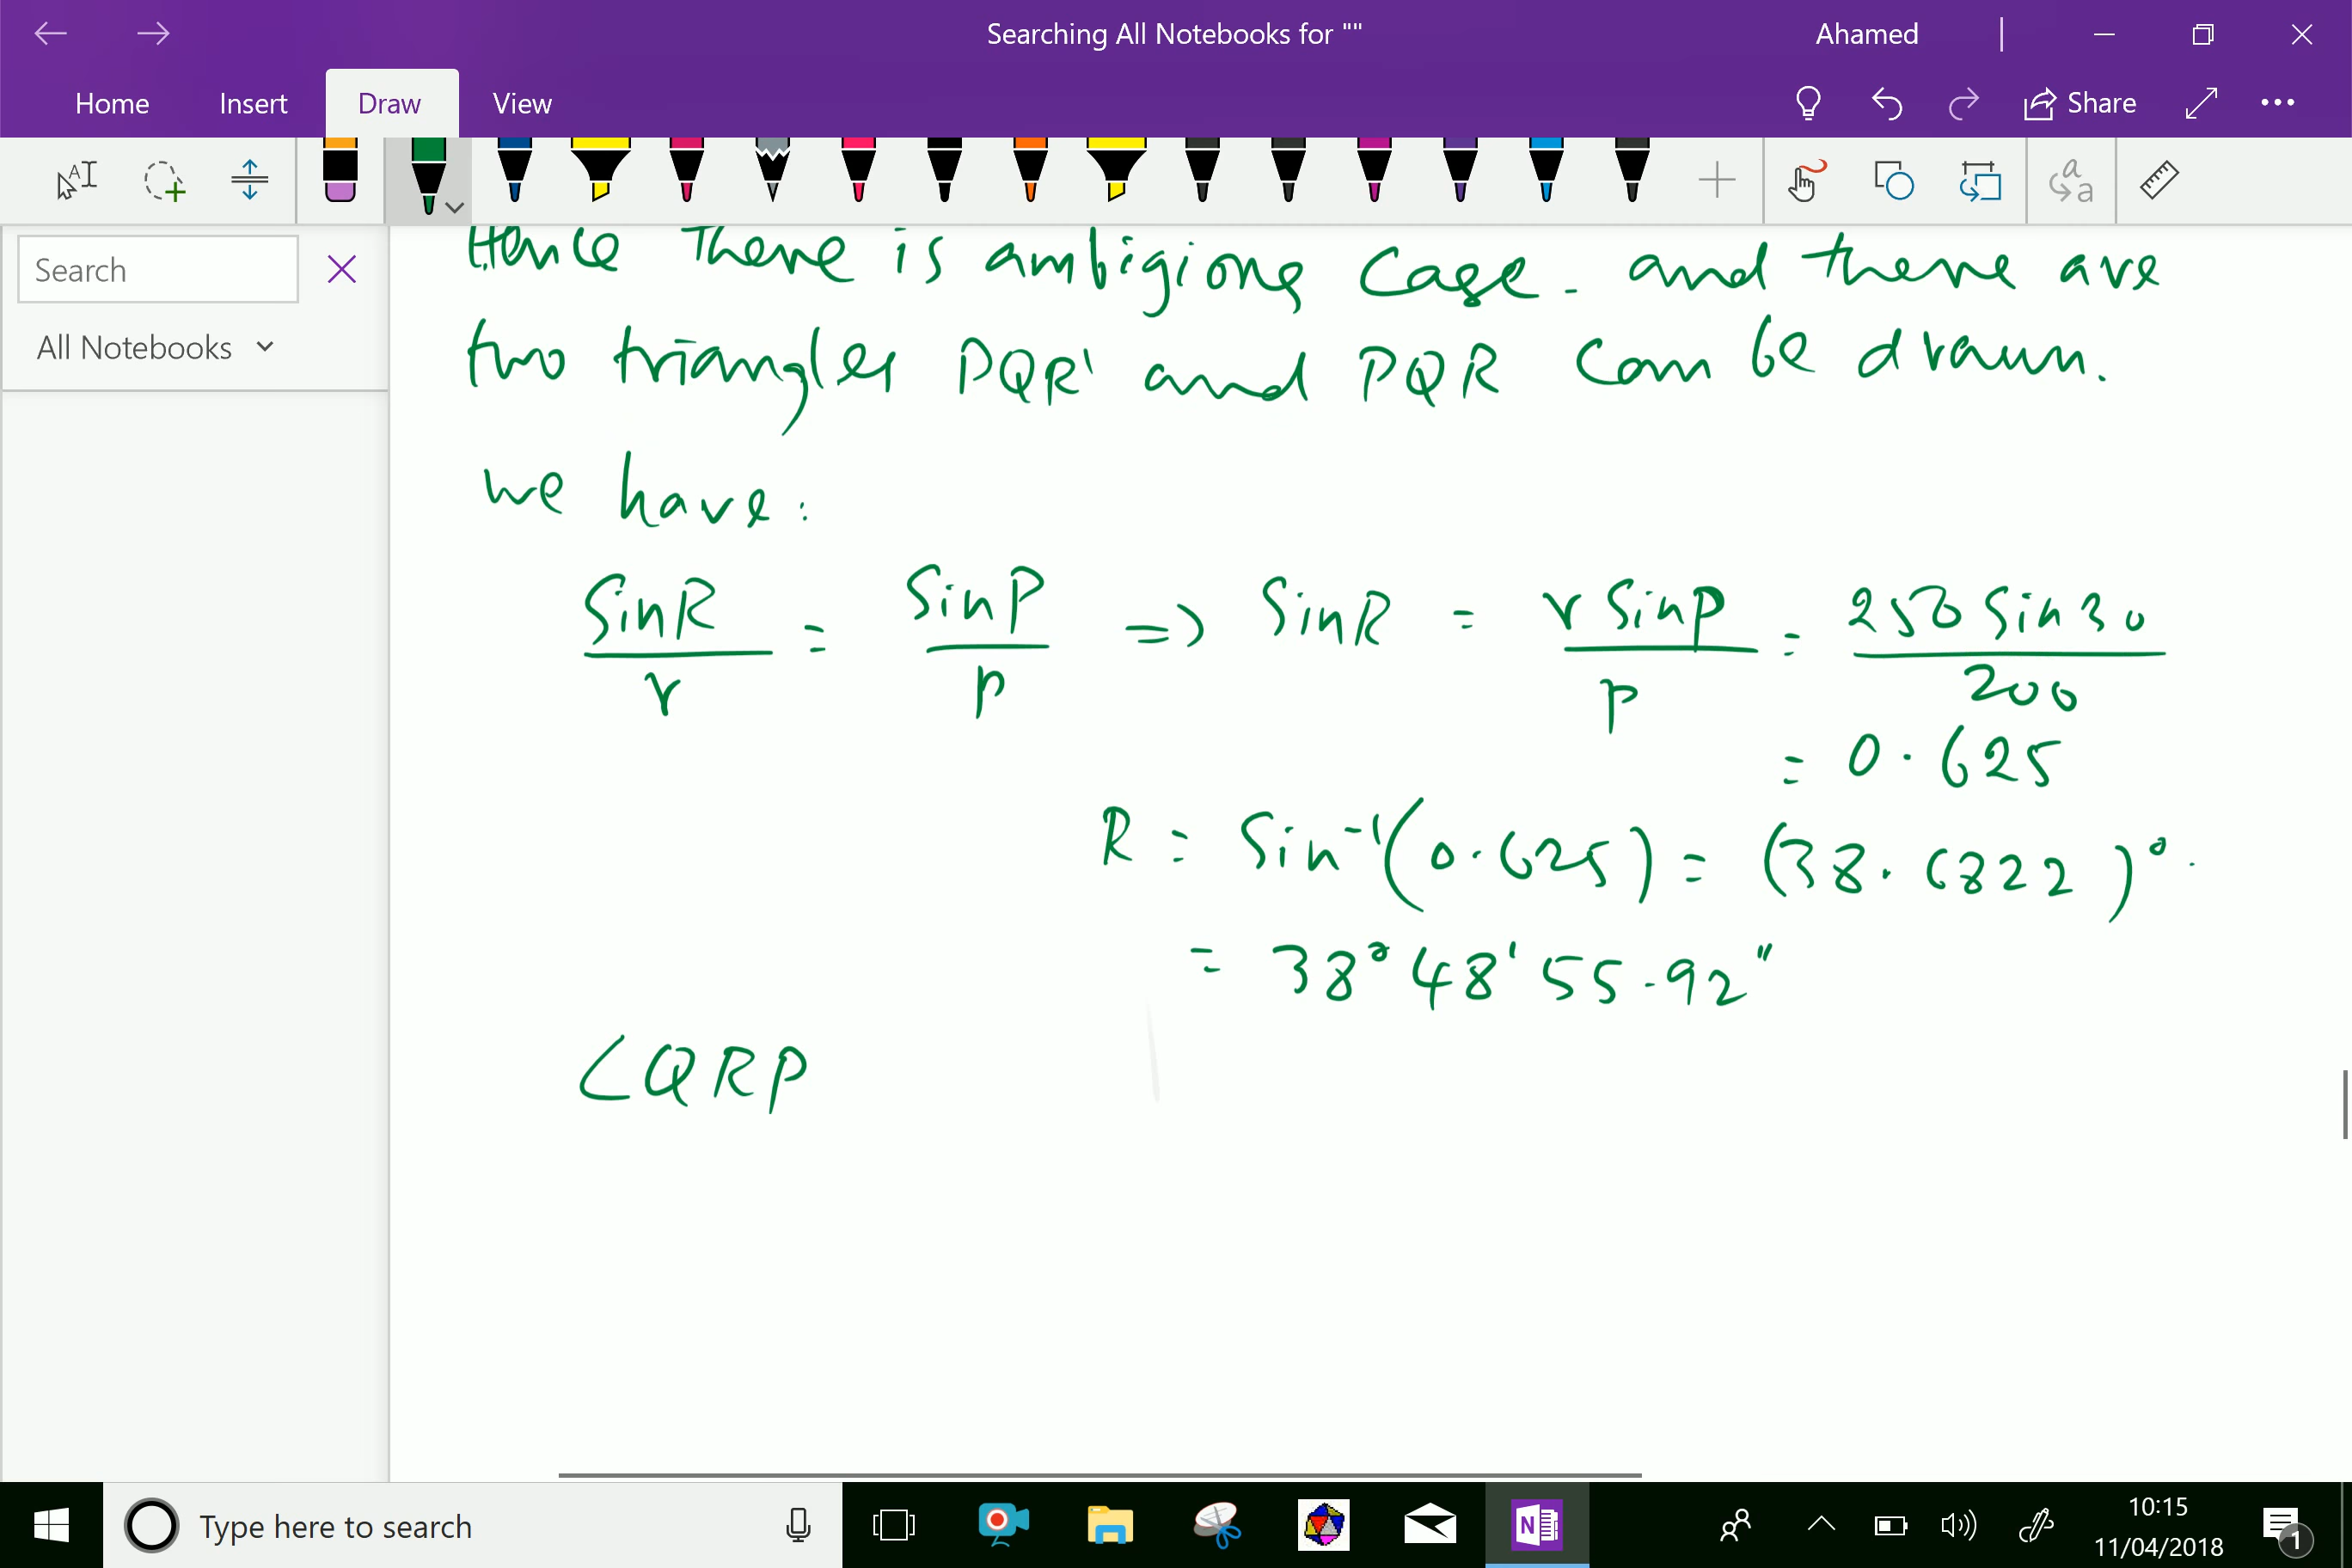 Searching All Notebooks for ""
Ahamed
Home Insert Draw View
Share
Search
All Notebooks
Hence there is ambigious case. and there are
two triangles PQR' and PQR can be drawn.
we have:
SinR/r = SinP/p => SinR = r SinP/p = 250 Sin30/200
= 0.625
R = Sin⁻¹(0.625) = (38.6822)°.
= 38° 48' 55.92"
∠QRP
Type here to search
10:15
11/04/2018
1